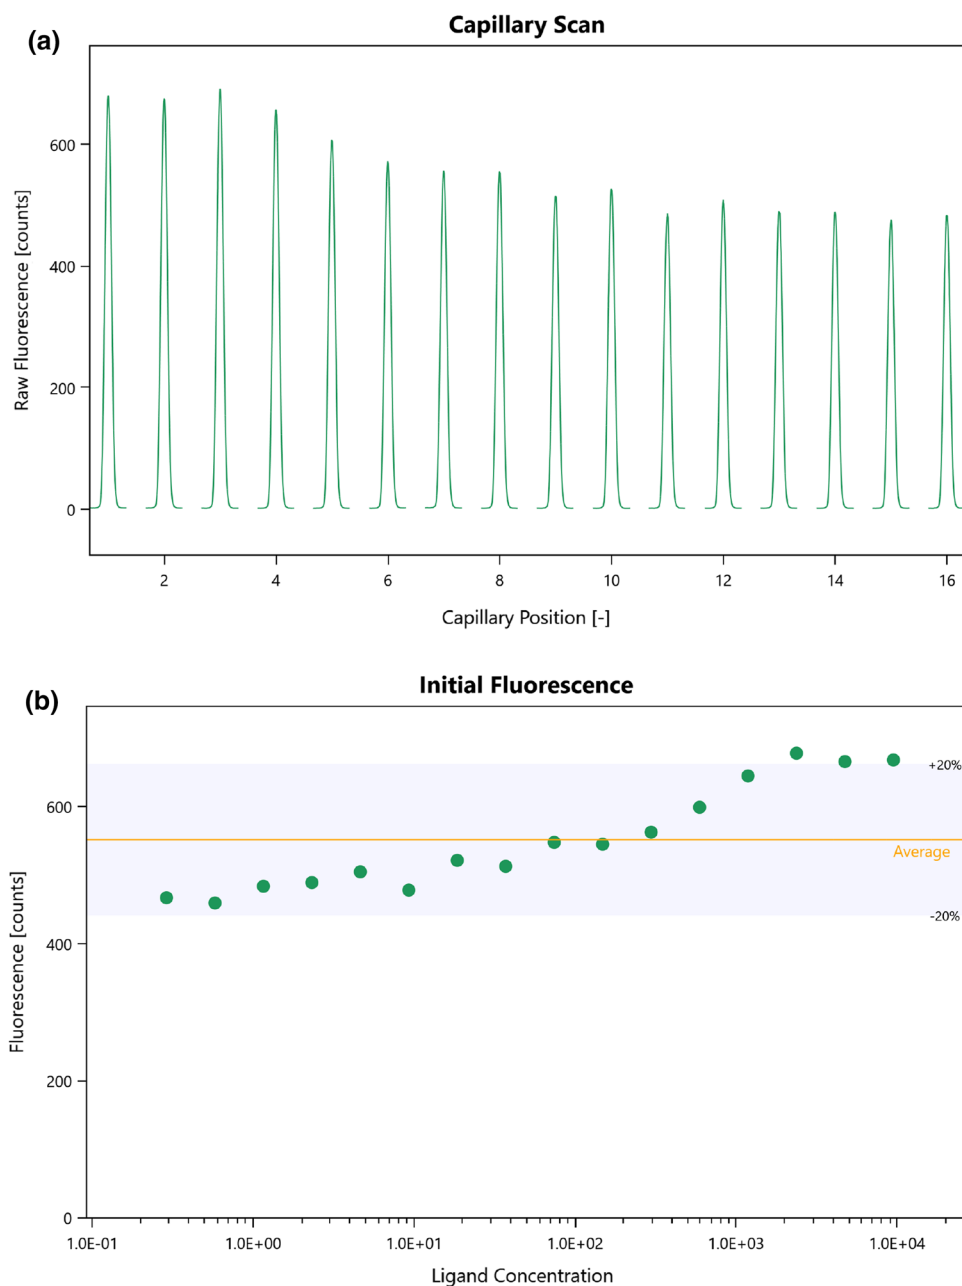 (a)
Capillary Scan
Raw Fluorescence [counts]
600
400
200
0
2 4 6 8 10 12 14 16
Capillary Position [-]
(b)
Initial Fluorescence
Fluorescence [counts]
600
400
200
0
+20%
Average
-20%
1.0E-01 1.0E+00 1.0E+01 1.0E+02 1.0E+03 1.0E+04
Ligand Concentration